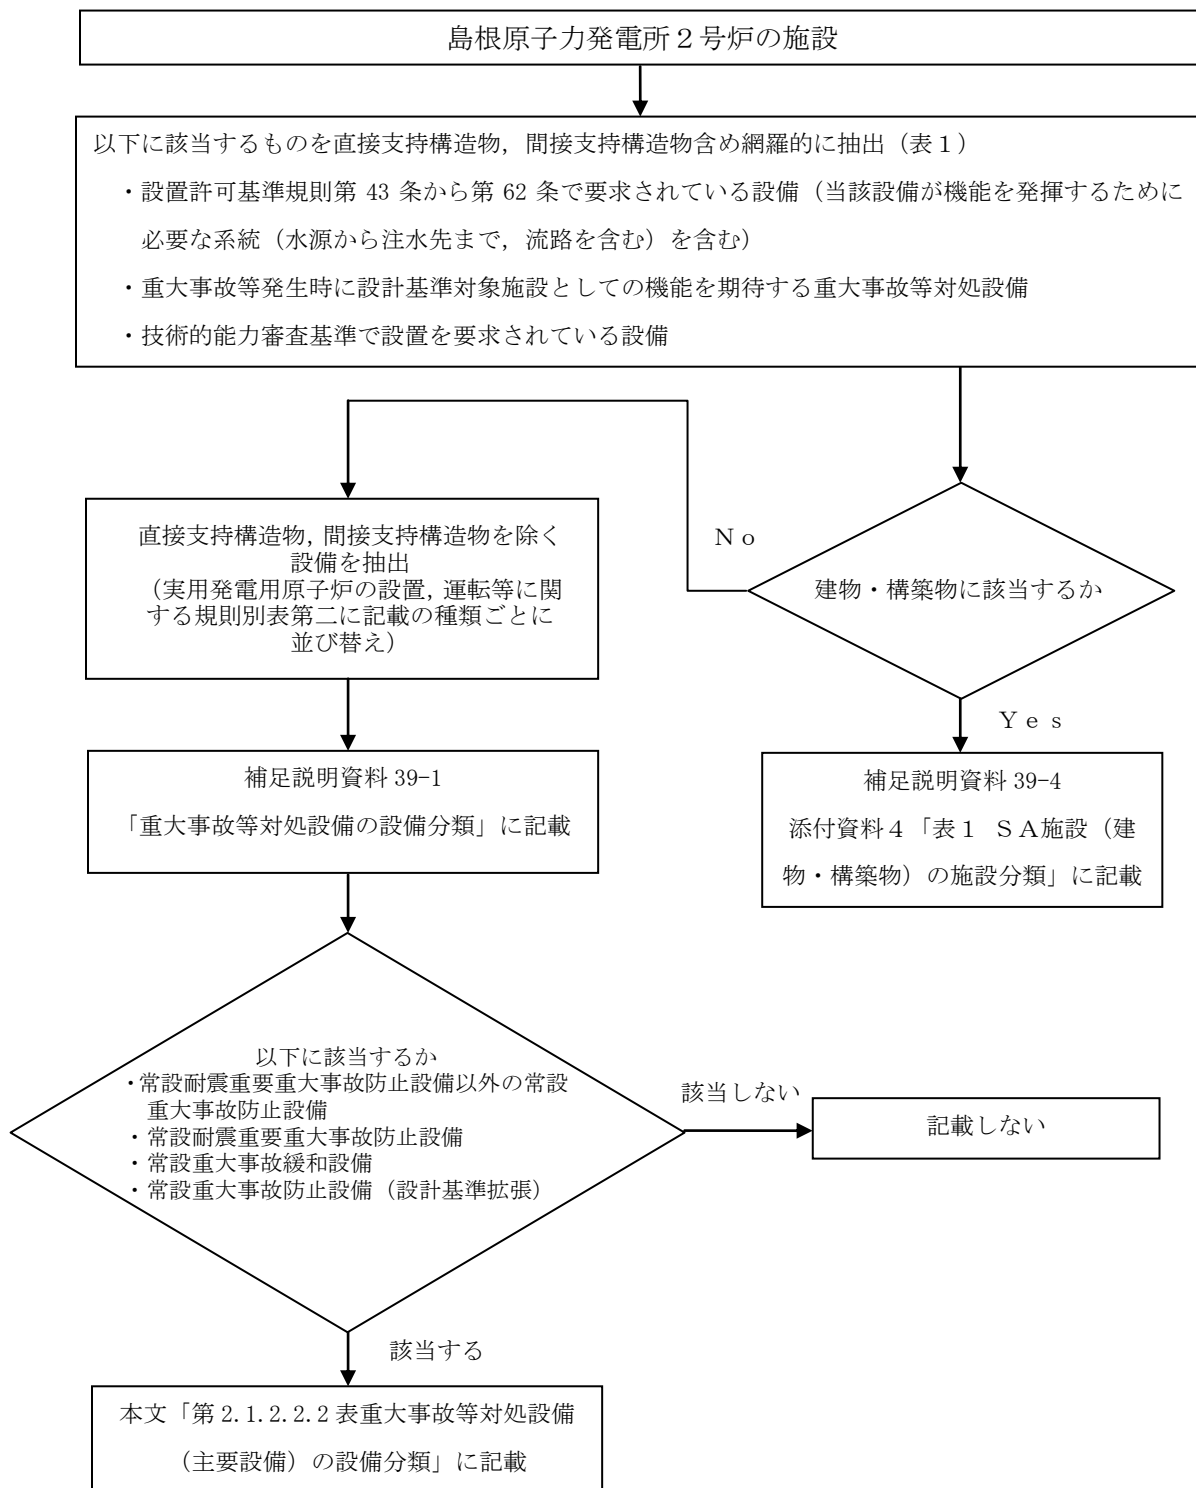 島根原子力発電所２号炉の施設
以下に該当するものを直接支持構造物，間接支持構造物含め網羅的に抽出（表１）
・設置許可基準規則第 43 条から第 62 条で要求されている設備（当該設備が機能を発揮するために
必要な系統（水源から注水先まで，流路を含む）を含む）
・重大事故等発生時に設計基準対象施設としての機能を期待する重大事故等対処設備
・技術的能力審査基準で設置を要求されている設備
建物・構築物に該当するか
Ｎｏ
Ｙｅｓ
直接支持構造物，間接支持構造物を除く
設備を抽出
（実用発電用原子炉の設置，運転等に関
する規則別表第二に記載の種類ごとに
並び替え）
補足説明資料 39-1
「重大事故等対処設備の設備分類」に記載
補足説明資料 39-4
添付資料４「表１　ＳＡ施設（建
物・構築物）の施設分類」に記載
以下に該当するか
・常設耐震重要重大事故防止設備以外の常設
重大事故防止設備
・常設耐震重要重大事故防止設備
・常設重大事故緩和設備
・常設重大事故防止設備（設計基準拡張）
該当しない
記載しない
該当する
本文「第 2.1.2.2.2 表重大事故等対処設備
（主要設備）の設備分類」に記載